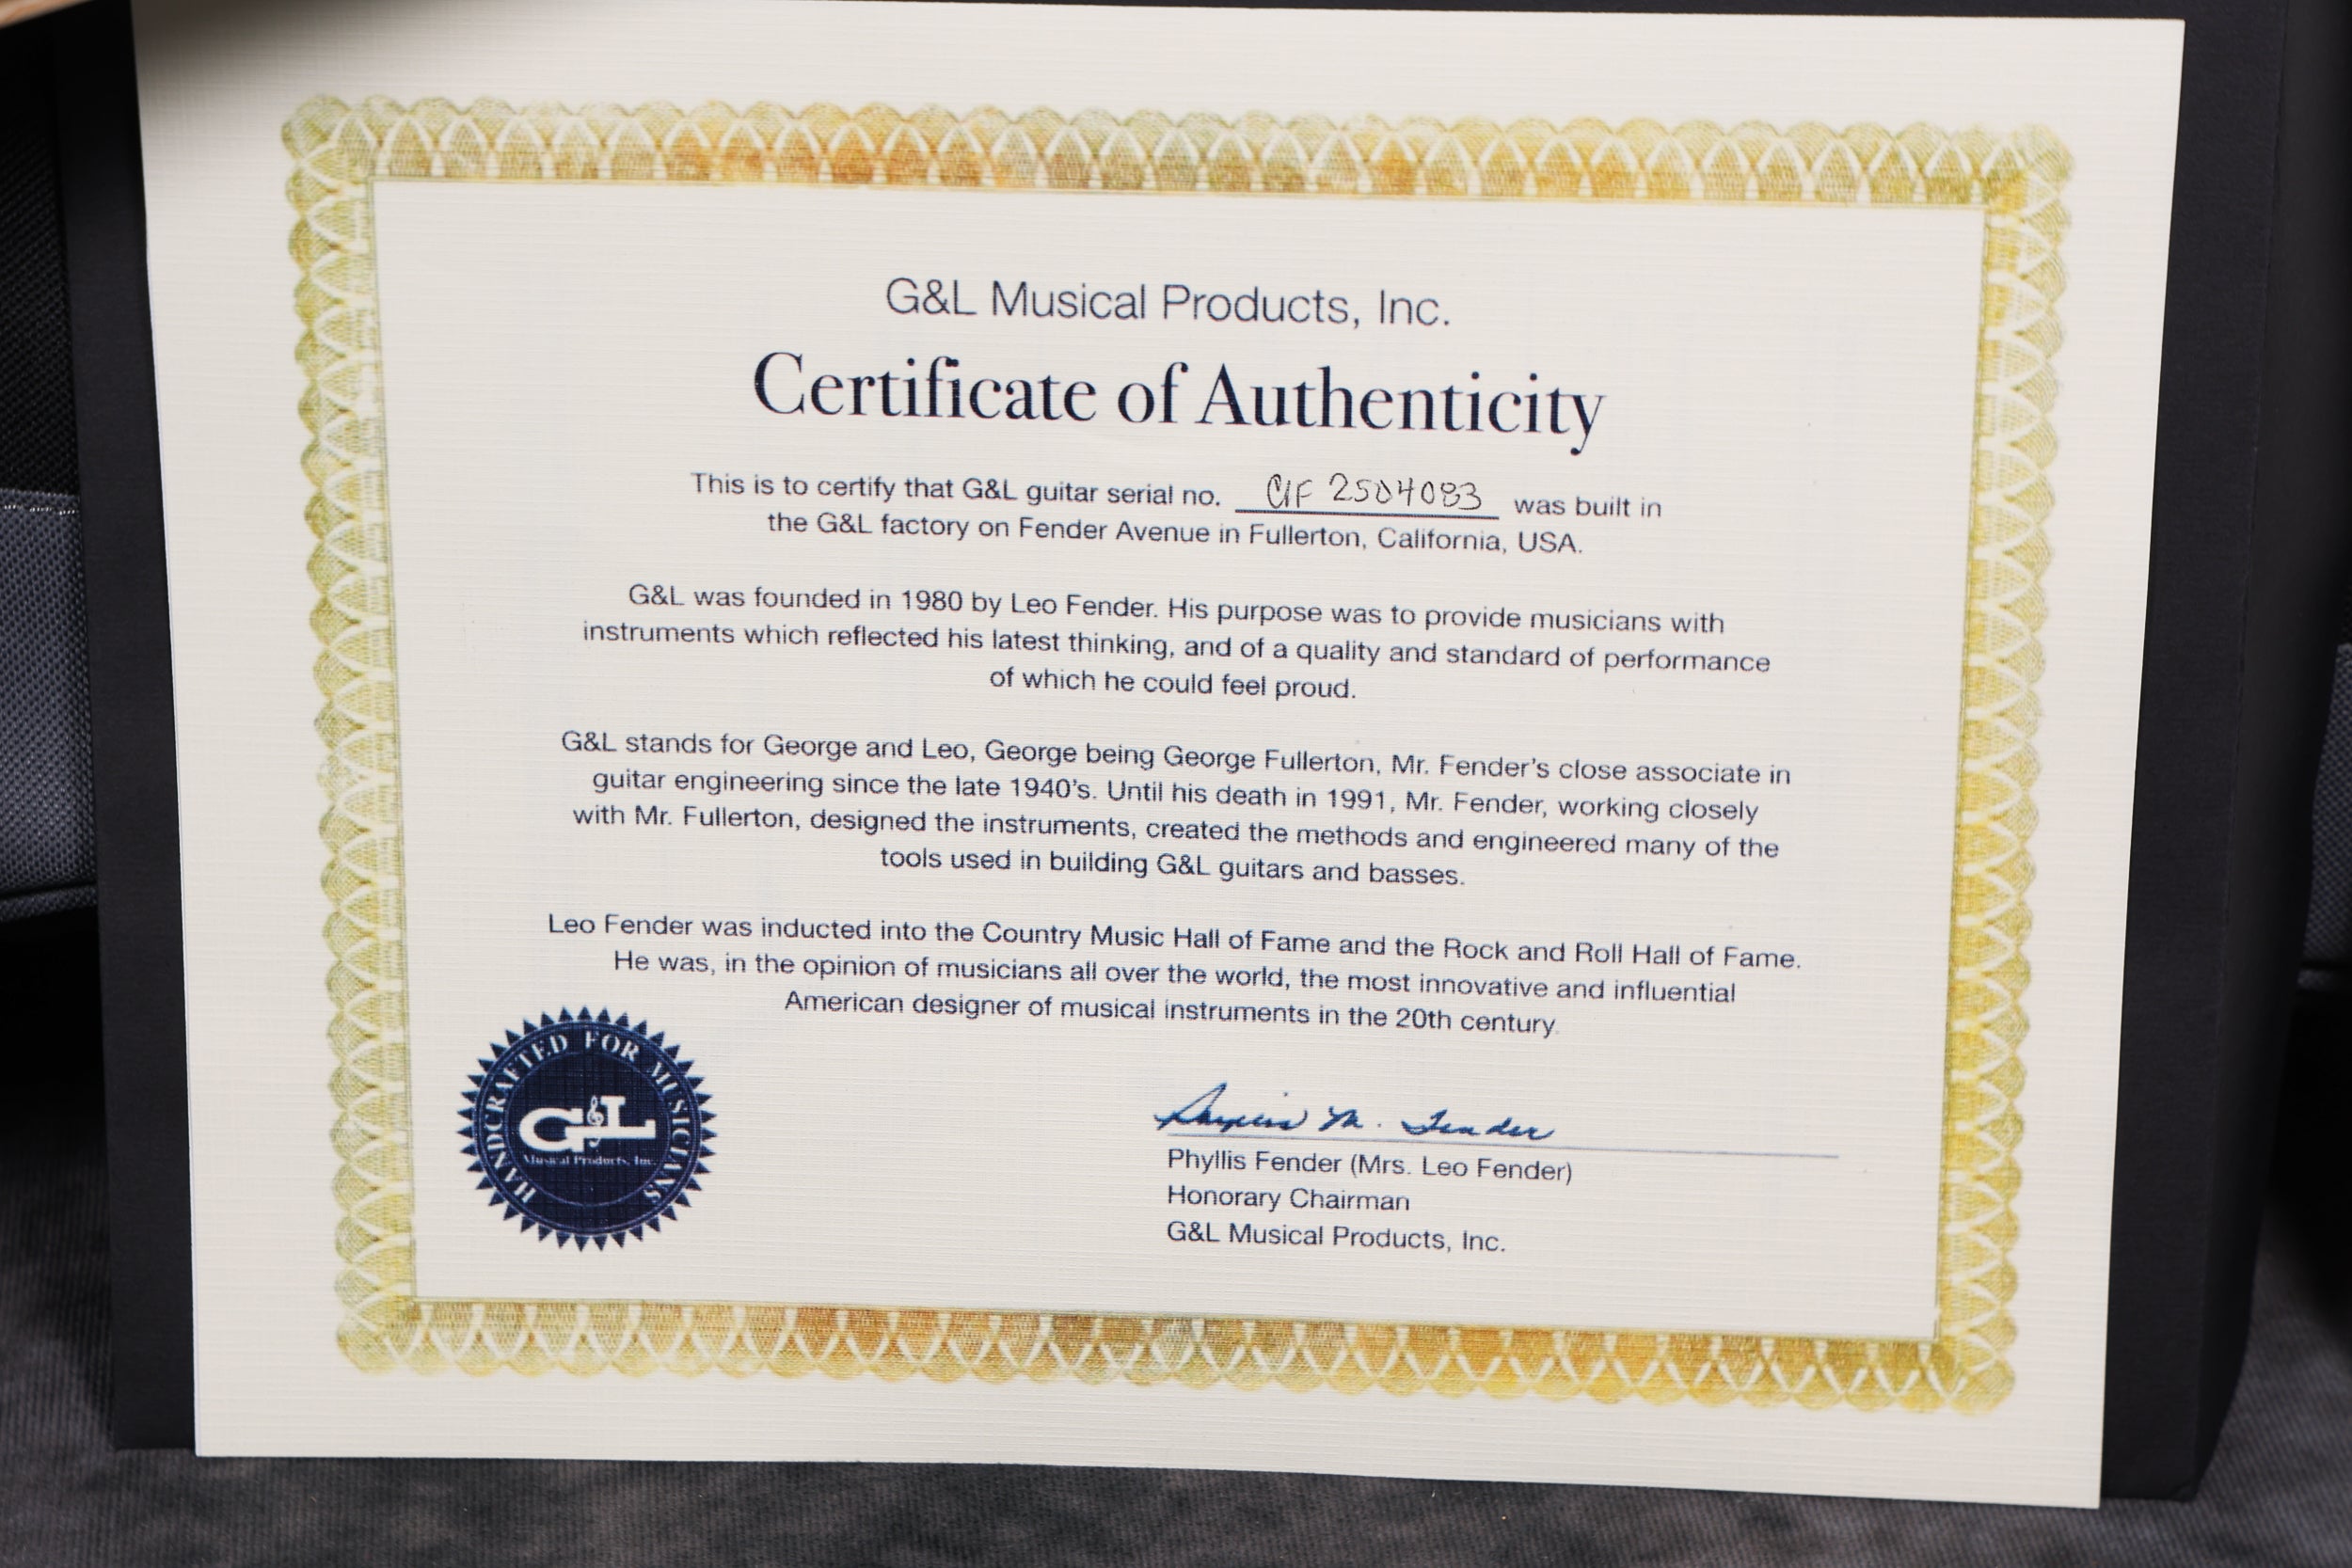 G&L Musical Products, Inc.
Certificate of Authenticity
This is to certify that G&L guitar serial no. CLF 2504083 was built in
the G&L factory on Fender Avenue in Fullerton, California, USA.
G&L was founded in 1980 by Leo Fender. His purpose was to provide musicians with
instruments which reflected his latest thinking, and of a quality and standard of performance
of which he could feel proud.
G&L stands for George and Leo, George being George Fullerton, Mr. Fender's close associate in
guitar engineering since the late 1940's. Until his death in 1991, Mr. Fender, working closely
with Mr. Fullerton, designed the instruments, created the methods and engineered many of the
tools used in building G&L guitars and basses.
Leo Fender was inducted into the Country Music Hall of Fame and the Rock and Roll Hall of Fame.
He was, in the opinion of musicians all over the world, the most innovative and influential
American designer of musical instruments in the 20th century.
HANDCRAFTED FOR MUSICIANS
G&L
Musical Products, Inc.
Phyllis M. Fender
Phyllis Fender (Mrs. Leo Fender)
Honorary Chairman
G&L Musical Products, Inc.